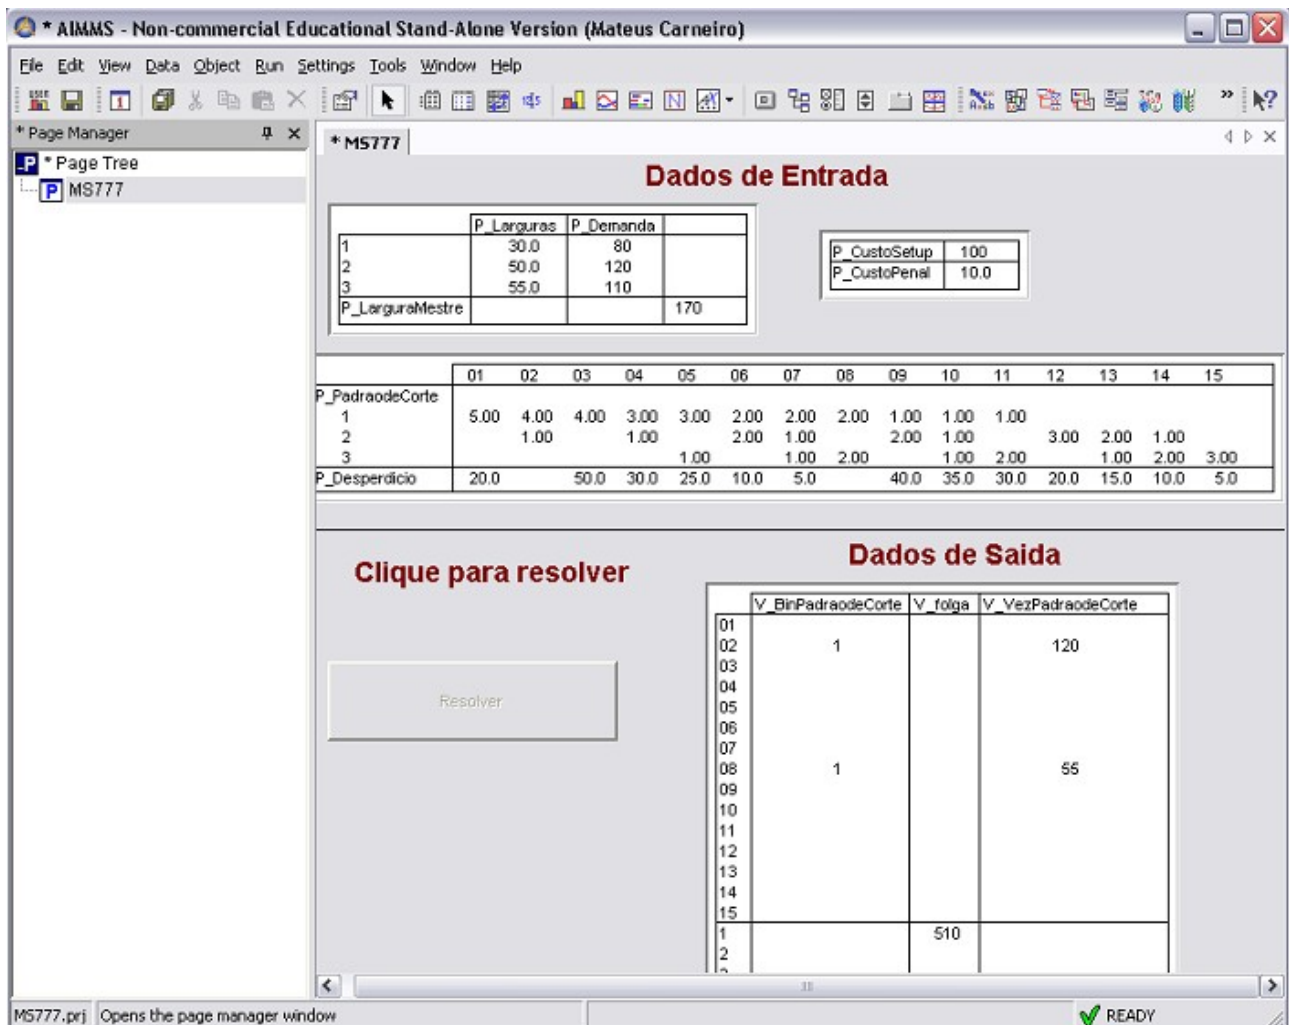 * AIMMS - Non-commercial Educational Stand-Alone Version (Mateus Carneiro)
File Edit View Data Object Run Settings Tools Window Help
* Page Manager
* Page Tree
MS777
* MS777
Dados de Entrada
P_Larguras P_Demanda
1 30.0 80
2 50.0 120
3 55.0 110
P_LarguraMestre 170
P_CustoSetup 100
P_CustoPenal 10.0
01 02 03 04 05 06 07 08 09 10 11 12 13 14 15
P_PadraodeCorte
1 5.00 4.00 4.00 3.00 3.00 2.00 2.00 2.00 1.00 1.00 1.00
2 1.00 1.00 2.00 1.00 2.00 1.00 3.00 2.00 1.00
3 1.00 1.00 2.00 1.00 2.00 1.00 2.00 3.00
P_Desperdicio 20.0 50.0 30.0 25.0 10.0 5.0 40.0 35.0 30.0 20.0 15.0 10.0 5.0
Clique para resolver
Resolver
Dados de Saida
V_BinPadraodeCorte V_folga V_VezPadraodeCorte
01
02 1 120
03
04
05
06
07
08 1 55
09
10
11
12
13
14
15
1 510
2
MS777.prj Opens the page manager window READY